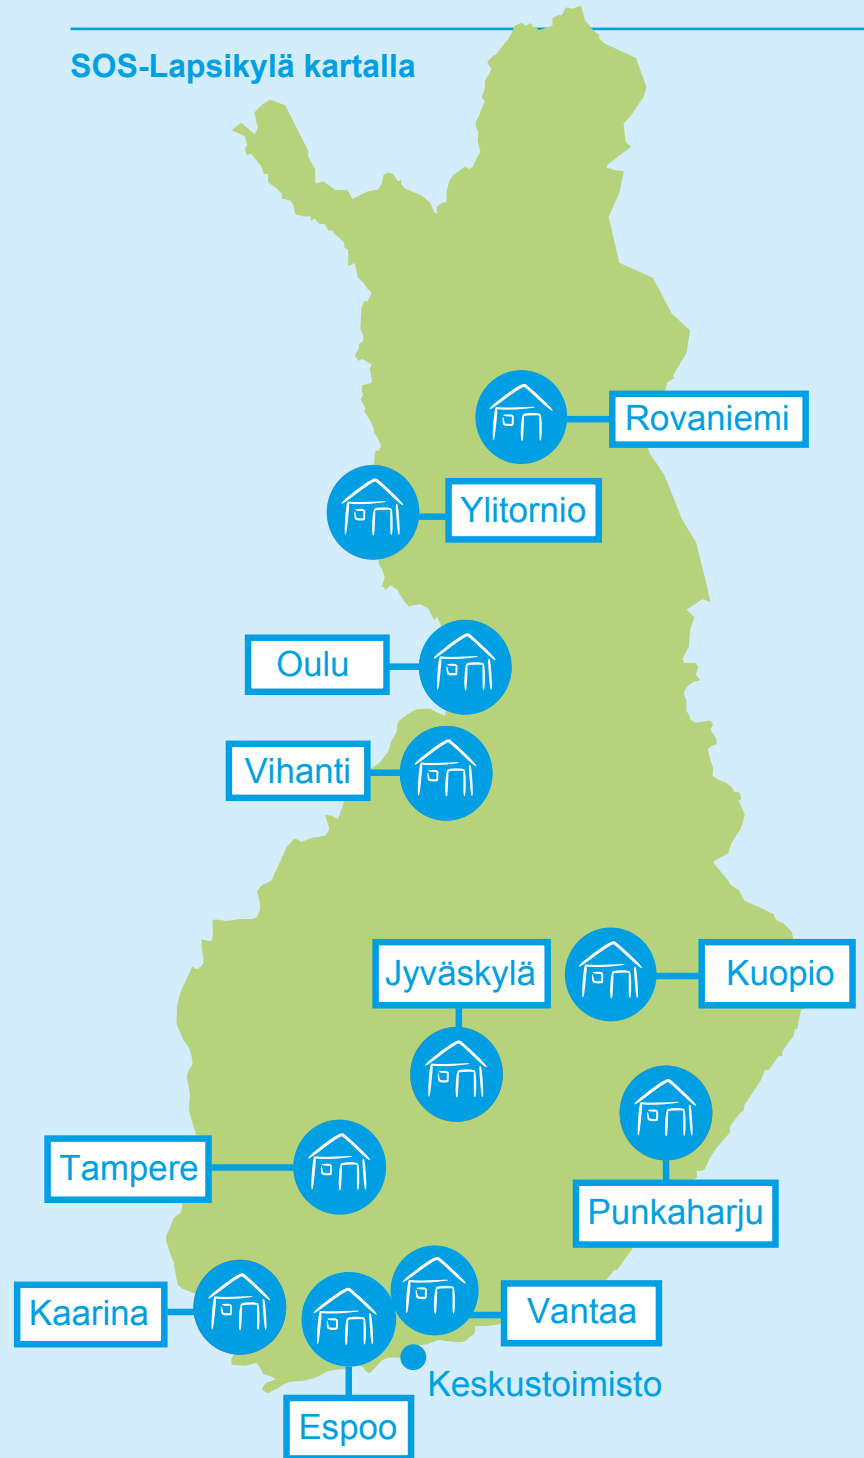 SOS-Lapsikylä kartalla
Rovaniemi
Ylitornio
Oulu
Vihanti
Jyväskylä
Kuopio
Tampere
Punkaharju
Kaarina
Vantaa
Keskustoimisto
Espoo